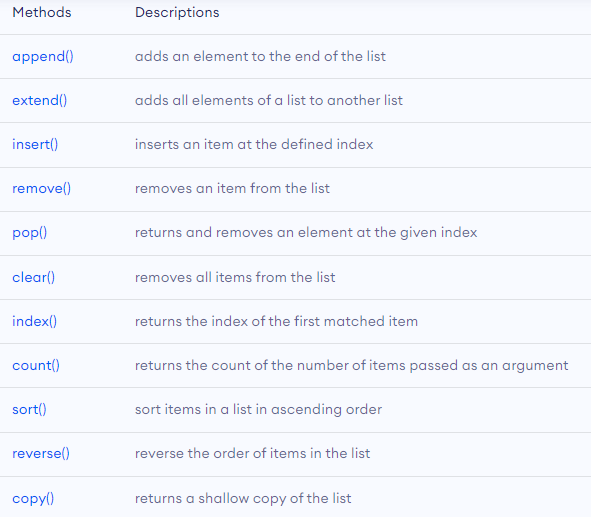 Methods Descriptions
append() adds an element to the end of the list
extend() adds all elements of a list to another list
insert() inserts an item at the defined index
remove() removes an item from the list
pop() returns and removes an element at the given index
clear() removes all items from the list
index() returns the index of the first matched item
count() returns the count of the number of items passed as an argument
sort() sort items in a list in ascending order
reverse() reverse the order of items in the list
copy() returns a shallow copy of the list